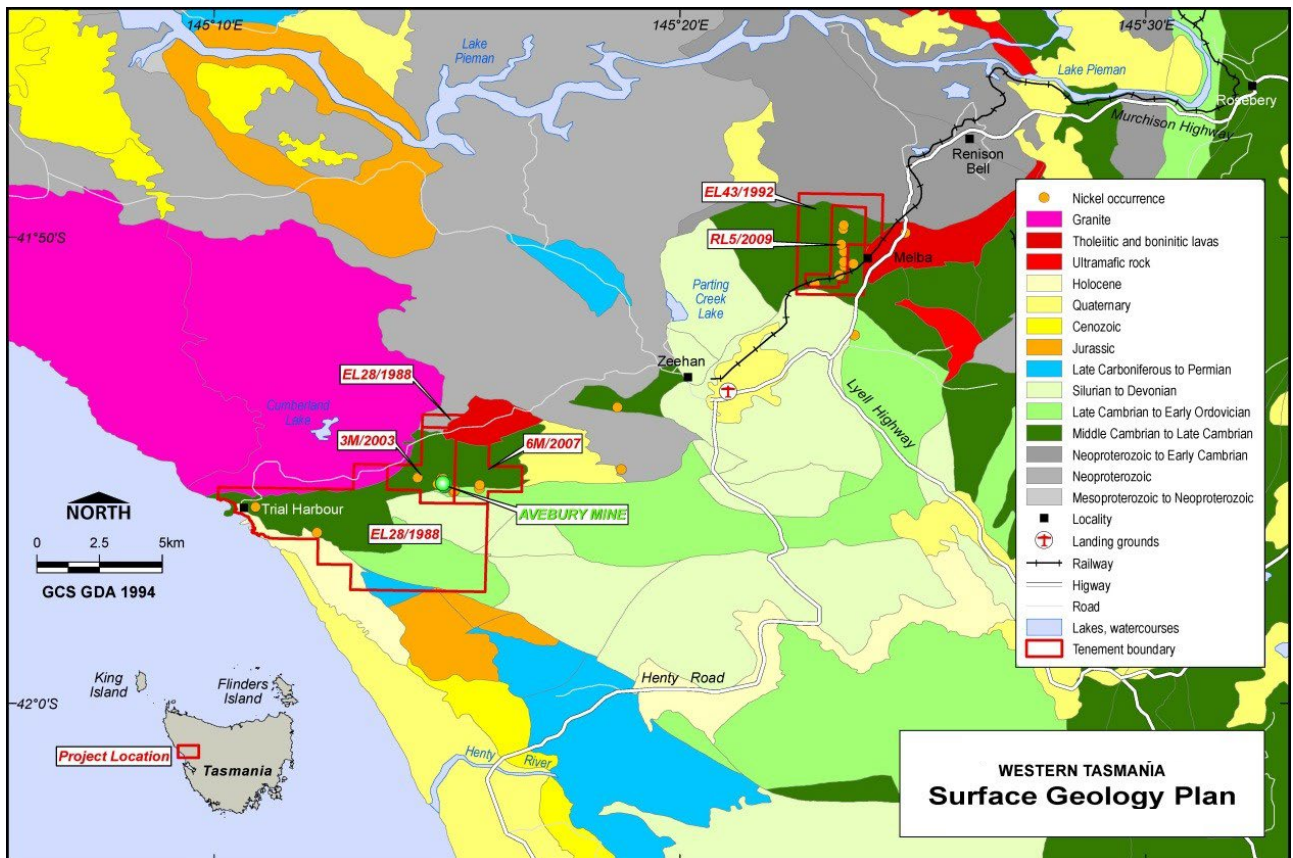 145°10'E
145°20'E
145°30'E
Lake
Pieman
Lake Pieman
Rosebery
Murchison Highway
Renison
Bell
EL43/1992
41°50'S
RL5/2009
Melba
Parting
Creek
Lake
Zeehan
EL28/1988
Cumberland
Lake
Lyell Highway
3M/2003
6M/2007
NORTH
Trial Harbour
AVEBURY MINE
EL28/1988
0 2.5 5km
GCS GDA 1994
Nickel occurrence
Granite
Tholeiitic and boninitic lavas
Ultramafic rock
Holocene
Quaternary
Cenozoic
Jurassic
Late Carboniferous to Permian
Silurian to Devonian
Late Cambrian to Early Ordovician
Middle Cambrian to Late Cambrian
Neoproterozoic to Early Cambrian
Neoproterozoic
Mesoproterozoic to Neoproterozoic
Locality
Landing grounds
Railway
Higway
Road
Lakes, watercourses
Tenement boundary
King
Island
Flinders
Island
Henty Road
42°0'S
Project Location
Tasmania
Henty
River
WESTERN TASMANIA
Surface Geology Plan